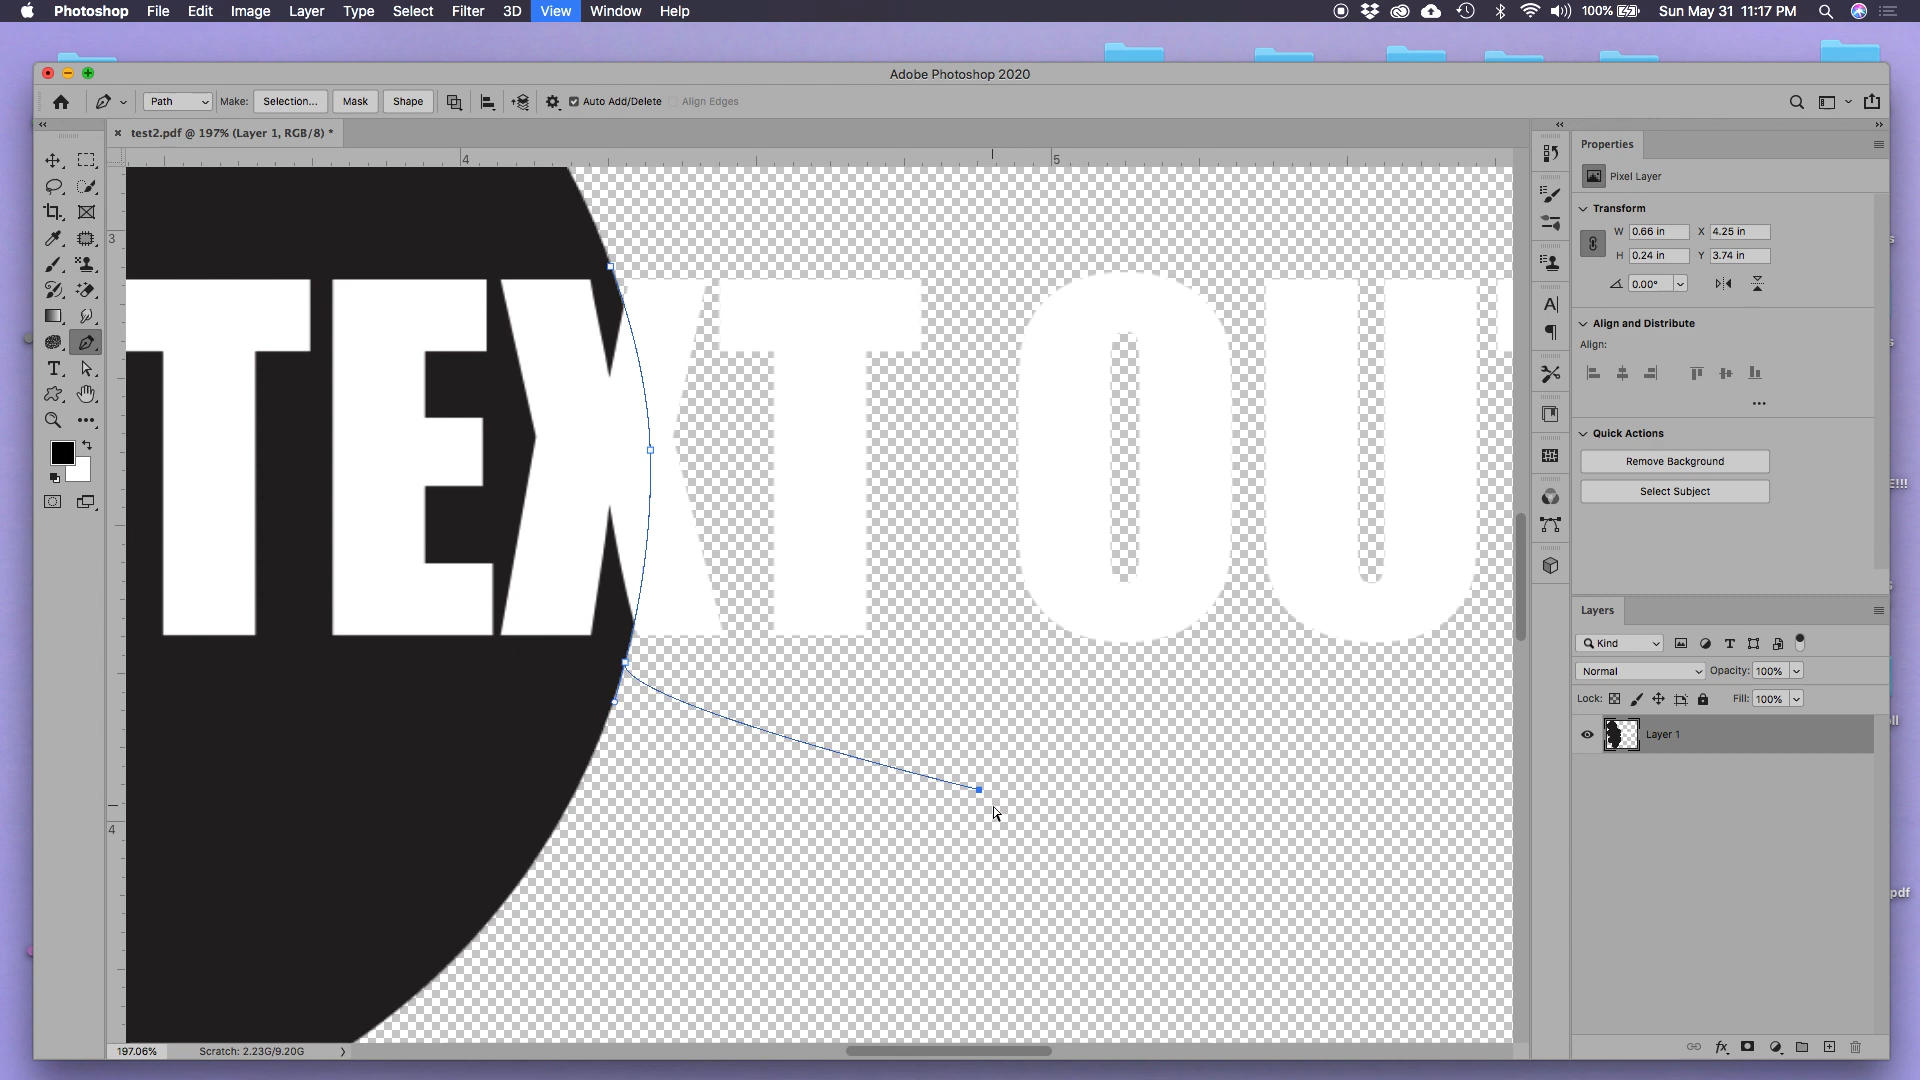 Photoshop File Edit Image Layer Type Select Filter 3D View Window Help 100% Sun May 31 11:17 PM
Adobe Photoshop 2020
Path Make: Selection... Mask Shape Auto Add/Delete Align Edges
× test2.pdf @ 197% (Layer 1, RGB/8) *
4 5
3
4
TEXT OU
Properties
Pixel Layer
Transform
W 0.66 in X 4.25 in
H 0.24 in Y 3.74 in
0.00°
Align and Distribute
Align:
Quick Actions
Remove Background
Select Subject
E!!!
Layers
Kind
Normal Opacity: 100%
Lock: Fill: 100%
Layer 1
pdf
197.06% Scratch: 2.23G/9.20G